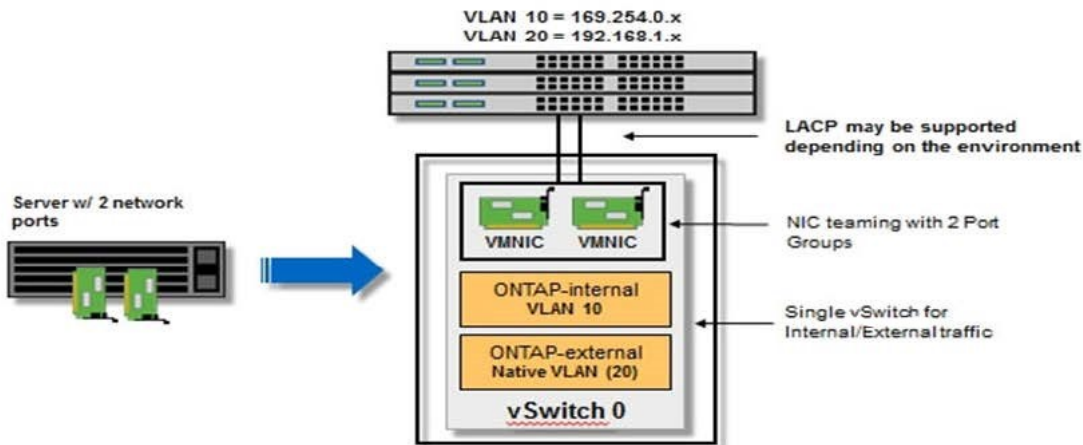 VLAN 10 = 169.254.0.x
VLAN 20 = 192.168.1.x
LACP may be supported
depending on the environment
Server w/ 2 network
ports
VMNIC
VMNIC
NIC teaming with 2 Port
Groups
ONTAP-internal
VLAN 10
Single vSwitch for
Internal/External traffic
ONTAP-external
Native VLAN (20)
vSwitch 0